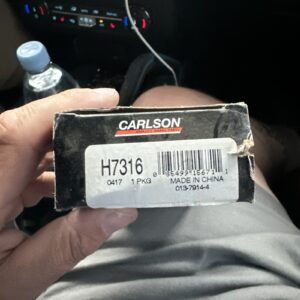 CARLSON
H7316
0417 1 PKG
MADE IN CHINA
013-7914-4